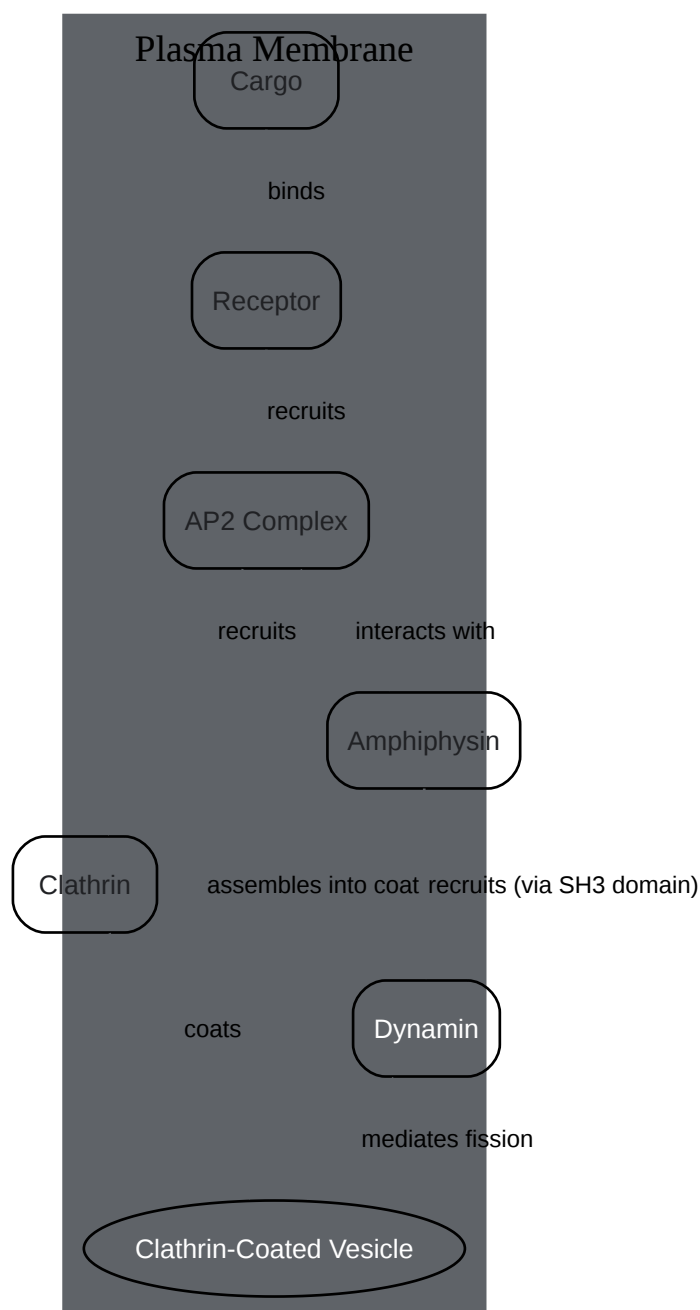 Plasma Membrane
Cargo
binds
Receptor
recruits
AP2 Complex
recruits
interacts with
Amphiphysin
Clathrin
assembles into coat
recruits (via SH3 domain)
coats
Dynamin
mediates fission
Clathrin-Coated Vesicle